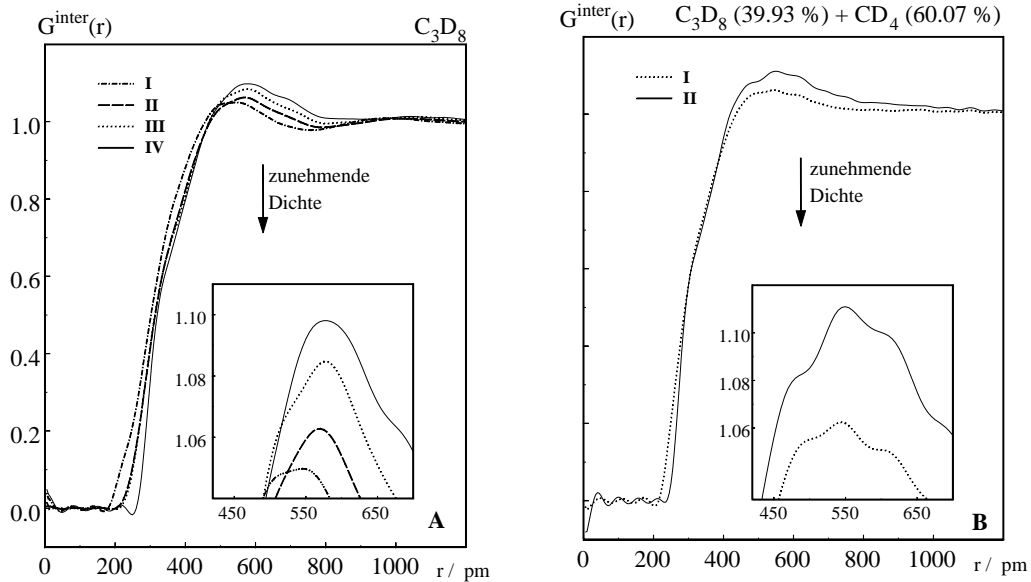 G^inter(r) C₃D₈
I
II
III
IV
zunehmende
Dichte
1.0
0.8
0.6
0.4
0.2
0.0
1.10
1.08
1.06
450 550 650
A
0 200 400 600 800 1000 r / pm
G^inter(r) C₃D₈ (39.93 %) + CD₄ (60.07 %)
I
II
zunehmende
Dichte
1.10
1.08
1.06
450 550 650
B
0 200 400 600 800 1000 r / pm